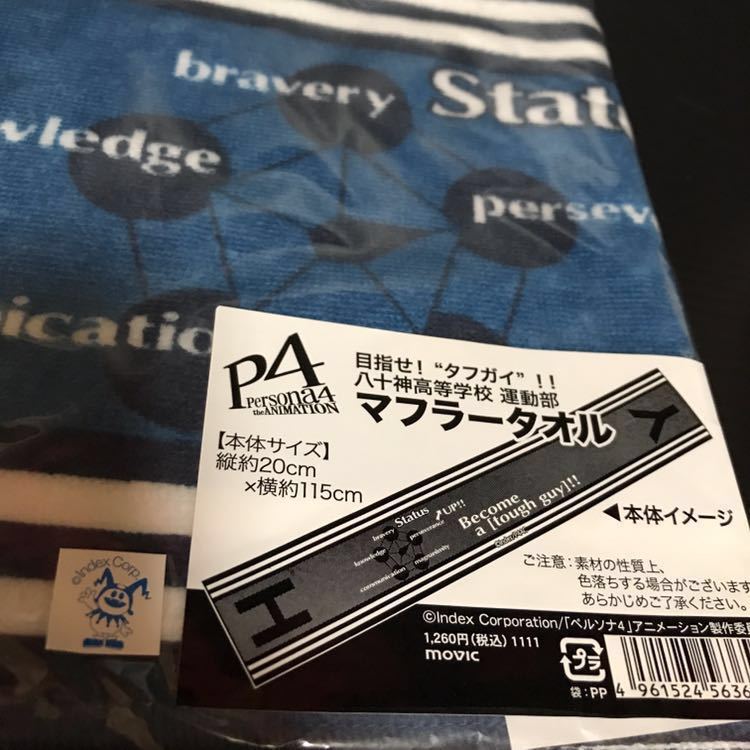 bravery
State
wledge
persev
ication
P4
Persona4
the ANIMATION
目指せ！“タフガイ”！！
八十神高等学校 運動部
マフラータオル
【本体サイズ】
縦約20cm
×横約115cm
Status
UP!!
bravery
perseverance
knowledge
magnanimity
communication
Become
a [tough guy]!!
◀本体イメージ
ご注意：素材の性質上、
色落ちする場合がございます
あらかじめご了承ください。
©Index Corp.
©Index Corporation/「ペルソナ4」アニメーション製作委
1,260円（税込）1111
movic
プラ
袋：PP
4 961524 5636